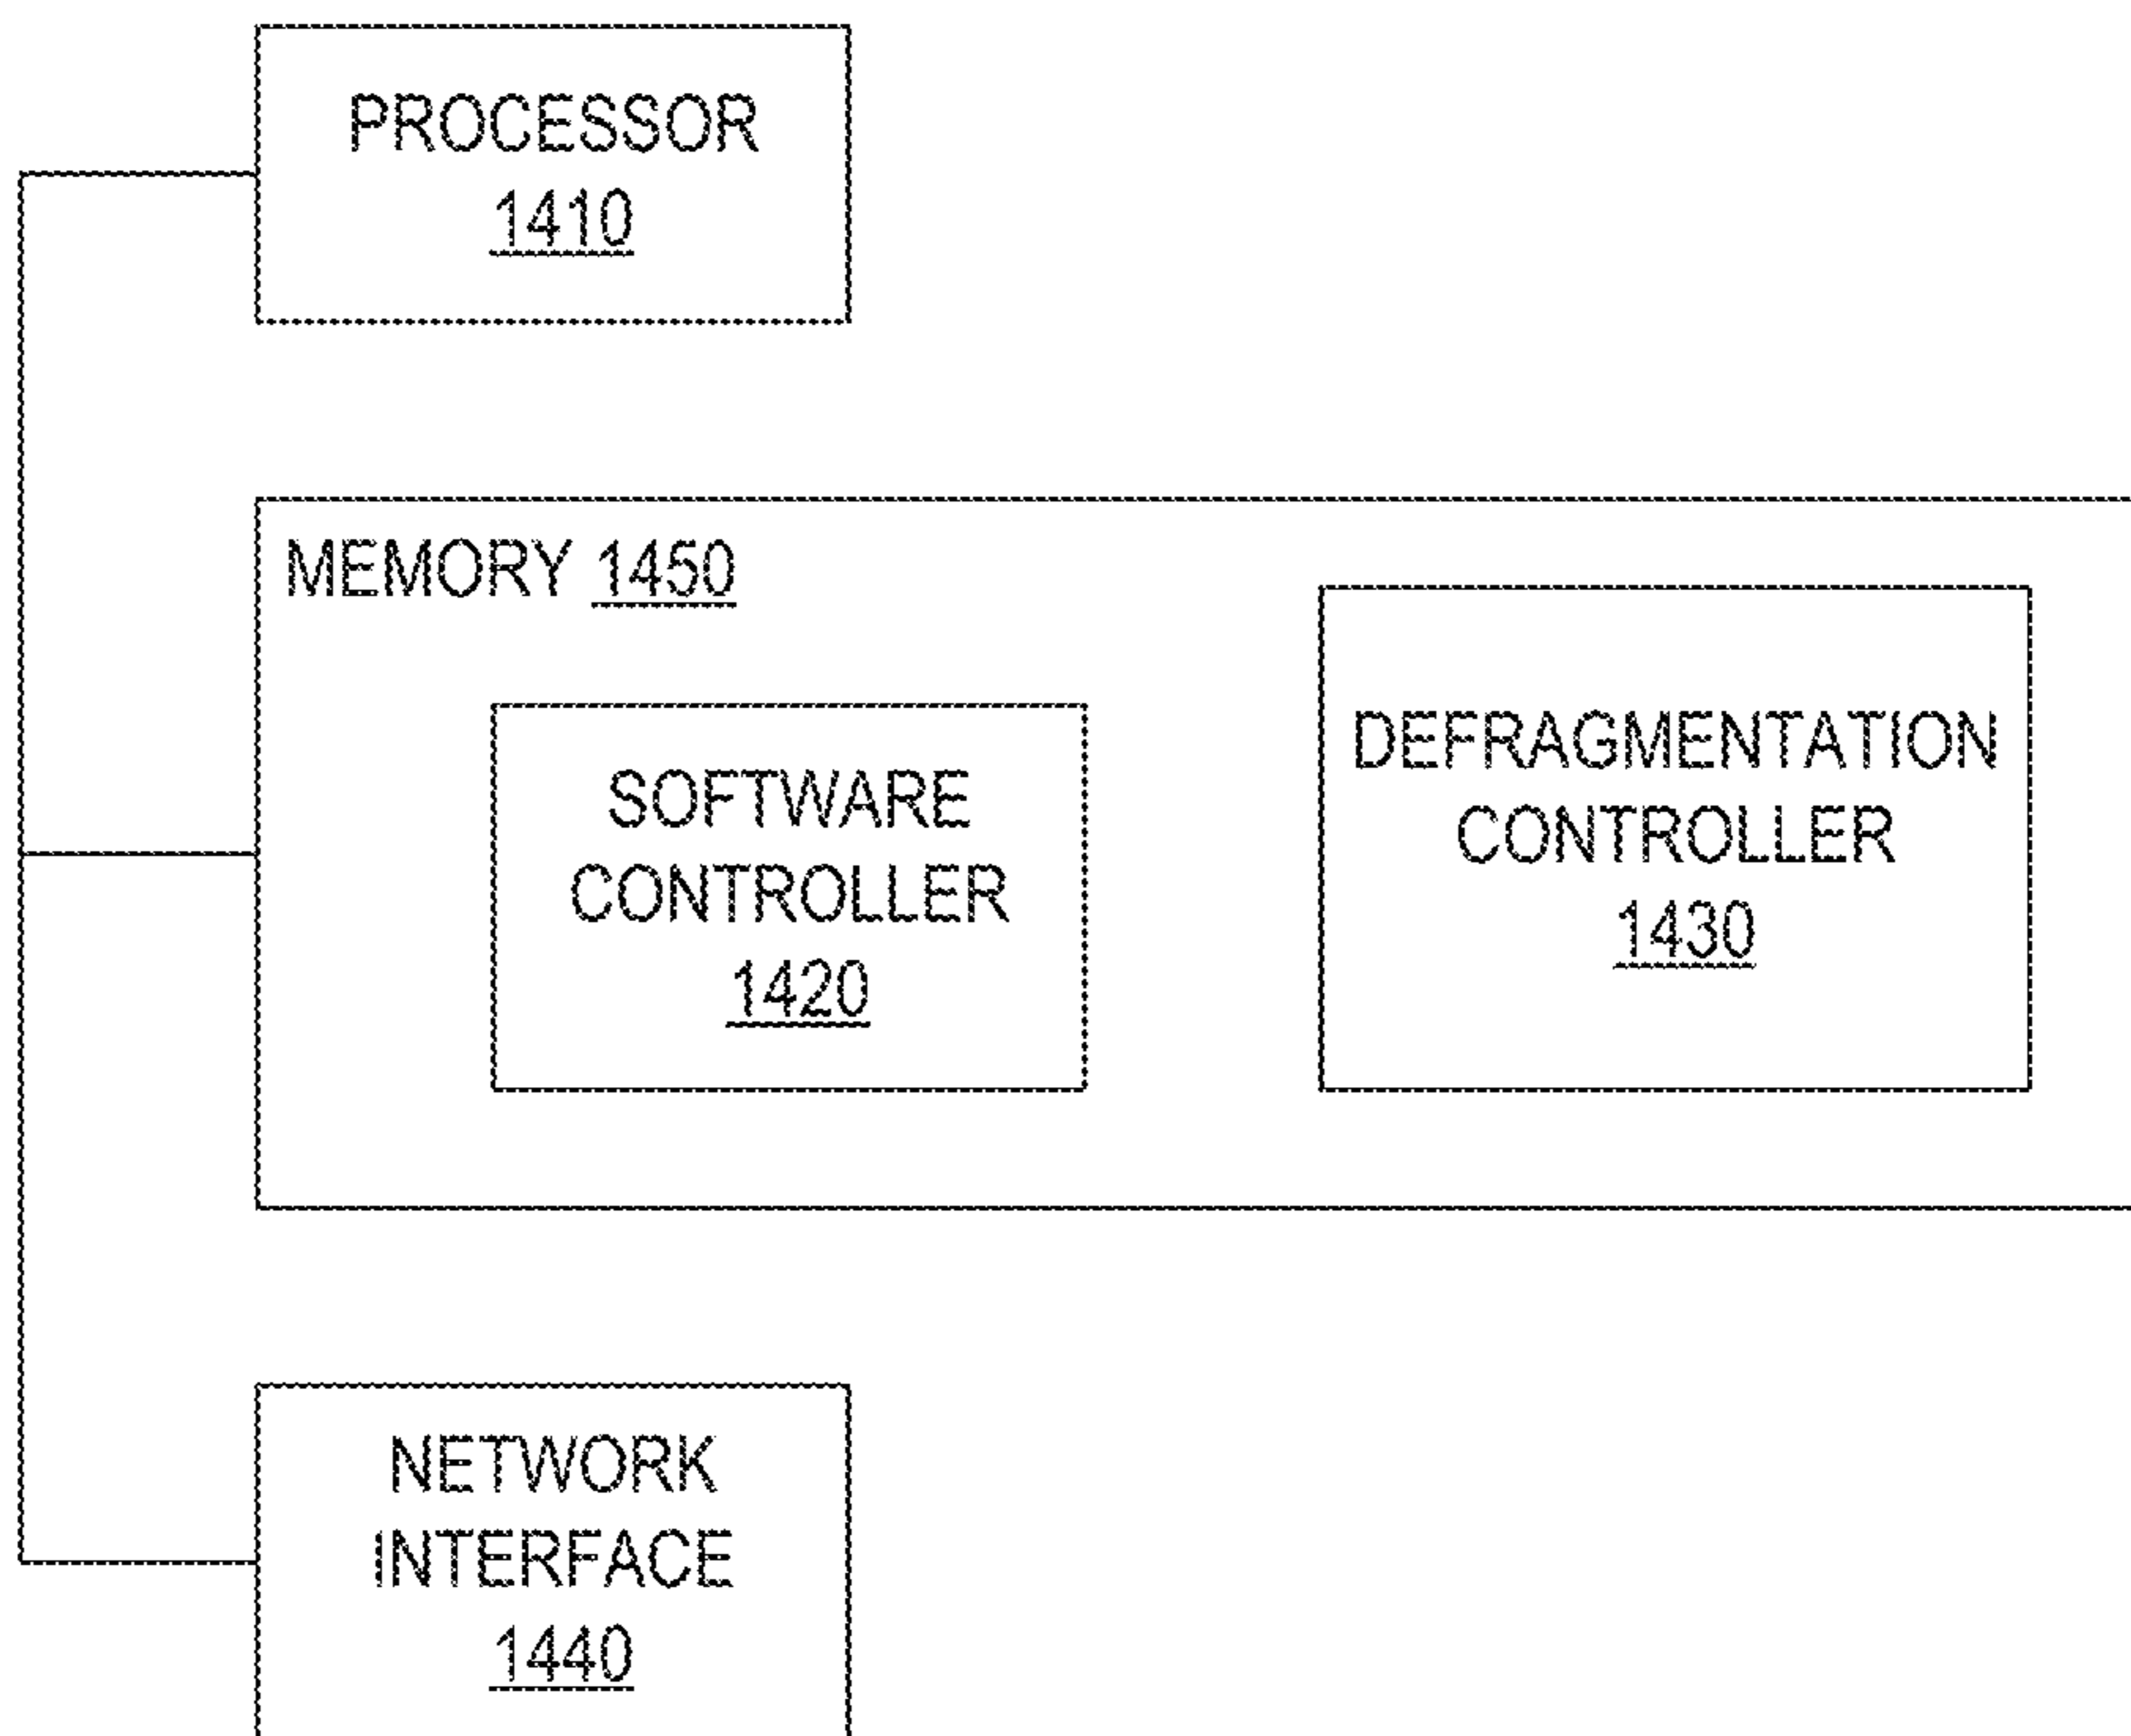 PROCESSOR
1410
MEMORY 1450
SOFTWARE
CONTROLLER
1420
DEFRAGMENTATION
CONTROLLER
1430
NETWORK
INTERFACE
1440